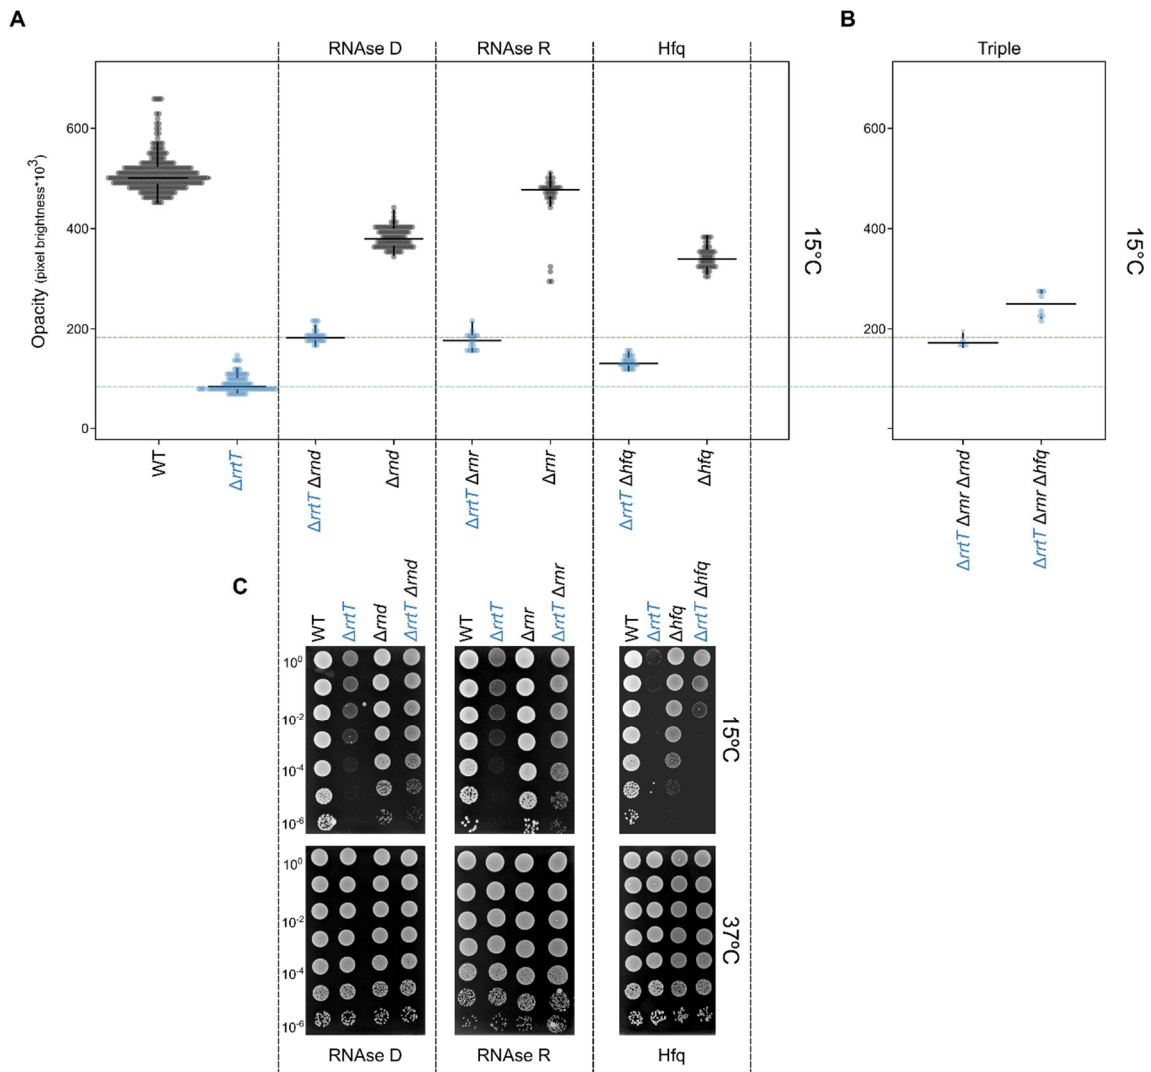 A
B
RNAse D
RNAse R
Hfq
Triple
Opacity (pixel brightness*10³)
600
400
200
0
15°C
600
400
200
15°C
WT
ΔrrtT
ΔrrtT Δrnd
Δrnd
ΔrrtT Δrnr
Δrnr
ΔrrtT Δhfq
Δhfq
ΔrrtT Δrnr Δrnd
ΔrrtT Δrnr Δhfq
C
WT
ΔrrtT
Δrnd
ΔrrtT Δrnd
WT
ΔrrtT
Δrnr
ΔrrtT Δrnr
WT
ΔrrtT
Δhfq
ΔrrtT Δhfq
10⁰
10⁻²
10⁻⁴
10⁻⁶
15ºC
10⁰
10⁻²
10⁻⁴
10⁻⁶
37ºC
RNAse D
RNAse R
Hfq